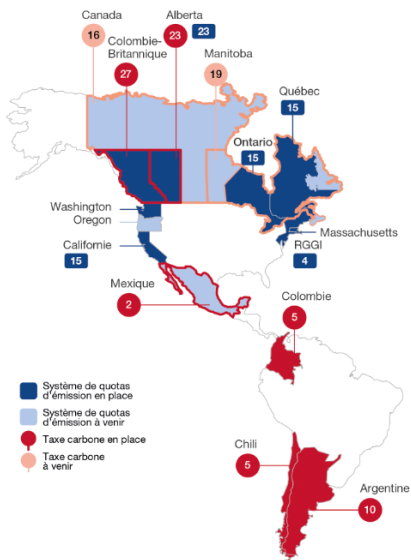 Canada
16
Alberta
23
23
Colombie-
Britannique
27
Manitoba
19
Québec
15
Ontario
15
Washington
Oregon
Californie
15
Massachusetts
RGGI
4
Mexique
2
Colombie
5
Système de quotas
d'émission en place
Système de quotas
d'émission à venir
Taxe carbone en place
Taxe carbone
à venir
Chili
5
Argentine
10